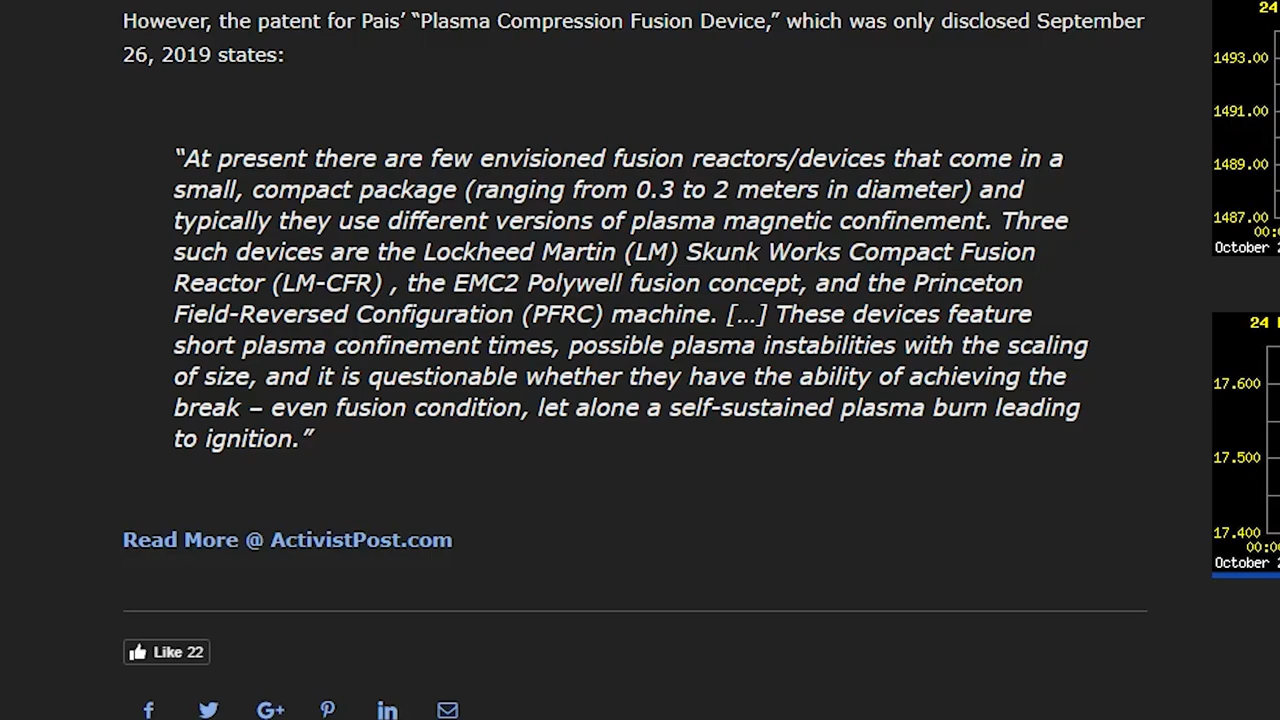 However, the patent for Pais’ “Plasma Compression Fusion Device,” which was only disclosed September
26, 2019 states:
“At present there are few envisioned fusion reactors/devices that come in a
small, compact package (ranging from 0.3 to 2 meters in diameter) and
typically they use different versions of plasma magnetic confinement. Three
such devices are the Lockheed Martin (LM) Skunk Works Compact Fusion
Reactor (LM-CFR) , the EMC2 Polywell fusion concept, and the Princeton
Field-Reversed Configuration (PFRC) machine. […] These devices feature
short plasma confinement times, possible plasma instabilities with the scaling
of size, and it is questionable whether they have the ability of achieving the
break – even fusion condition, let alone a self-sustained plasma burn leading
to ignition.”
Read More @ ActivistPost.com
Like 22
24
1493.00
1491.00
1489.00
1487.00
October
24
17.600
17.500
17.400
October